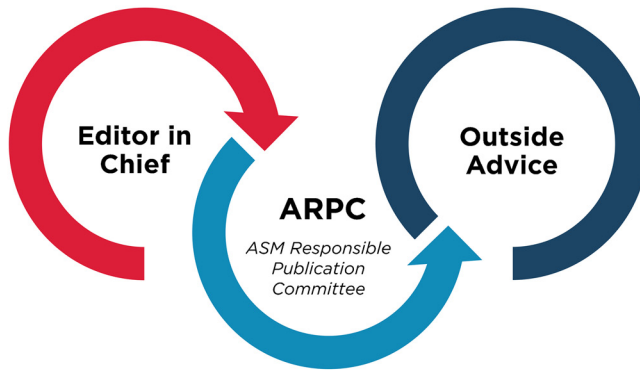 Editor in
Chief
ARPC
ASM Responsible
Publication
Committee
Outside
Advice